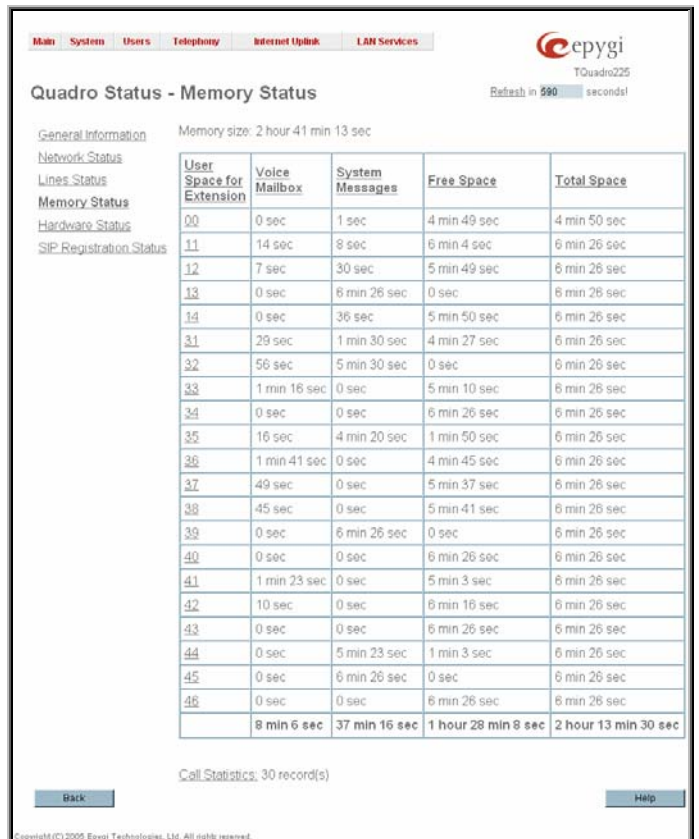 Main System Users Telephony Internet Uplink LAN Services
epygi
TQuadro225
Quadro Status - Memory Status
Refresh in 590 seconds!
General Information
Network Status
Lines Status
Memory Status
Hardware Status
SIP Registration Status
Memory size: 2 hour 41 min 13 sec
User Space for Extension Voice Mailbox System Messages Free Space Total Space
00 0 sec 1 sec 4 min 49 sec 4 min 50 sec
11 14 sec 8 sec 6 min 4 sec 6 min 26 sec
12 7 sec 30 sec 5 min 49 sec 6 min 26 sec
13 0 sec 6 min 26 sec 0 sec 6 min 26 sec
14 0 sec 36 sec 5 min 50 sec 6 min 26 sec
31 29 sec 1 min 30 sec 4 min 27 sec 6 min 26 sec
32 56 sec 5 min 30 sec 0 sec 6 min 26 sec
33 1 min 16 sec 0 sec 5 min 10 sec 6 min 26 sec
34 0 sec 0 sec 6 min 26 sec 6 min 26 sec
35 16 sec 4 min 20 sec 1 min 50 sec 6 min 26 sec
36 1 min 41 sec 0 sec 4 min 45 sec 6 min 26 sec
37 49 sec 0 sec 5 min 37 sec 6 min 26 sec
38 45 sec 0 sec 5 min 41 sec 6 min 26 sec
39 0 sec 6 min 26 sec 0 sec 6 min 26 sec
40 0 sec 0 sec 6 min 26 sec 6 min 26 sec
41 1 min 23 sec 0 sec 5 min 3 sec 6 min 26 sec
42 10 sec 0 sec 6 min 16 sec 6 min 26 sec
43 0 sec 0 sec 6 min 26 sec 6 min 26 sec
44 0 sec 5 min 23 sec 1 min 3 sec 6 min 26 sec
45 0 sec 6 min 26 sec 0 sec 6 min 26 sec
46 0 sec 0 sec 6 min 26 sec 6 min 26 sec
8 min 6 sec 37 min 16 sec 1 hour 28 min 8 sec 2 hour 13 min 30 sec
Call Statistics: 30 record(s)
Back Help
Copyright (C) 2005 Epygi Technologies, Ltd. All rights reserved.